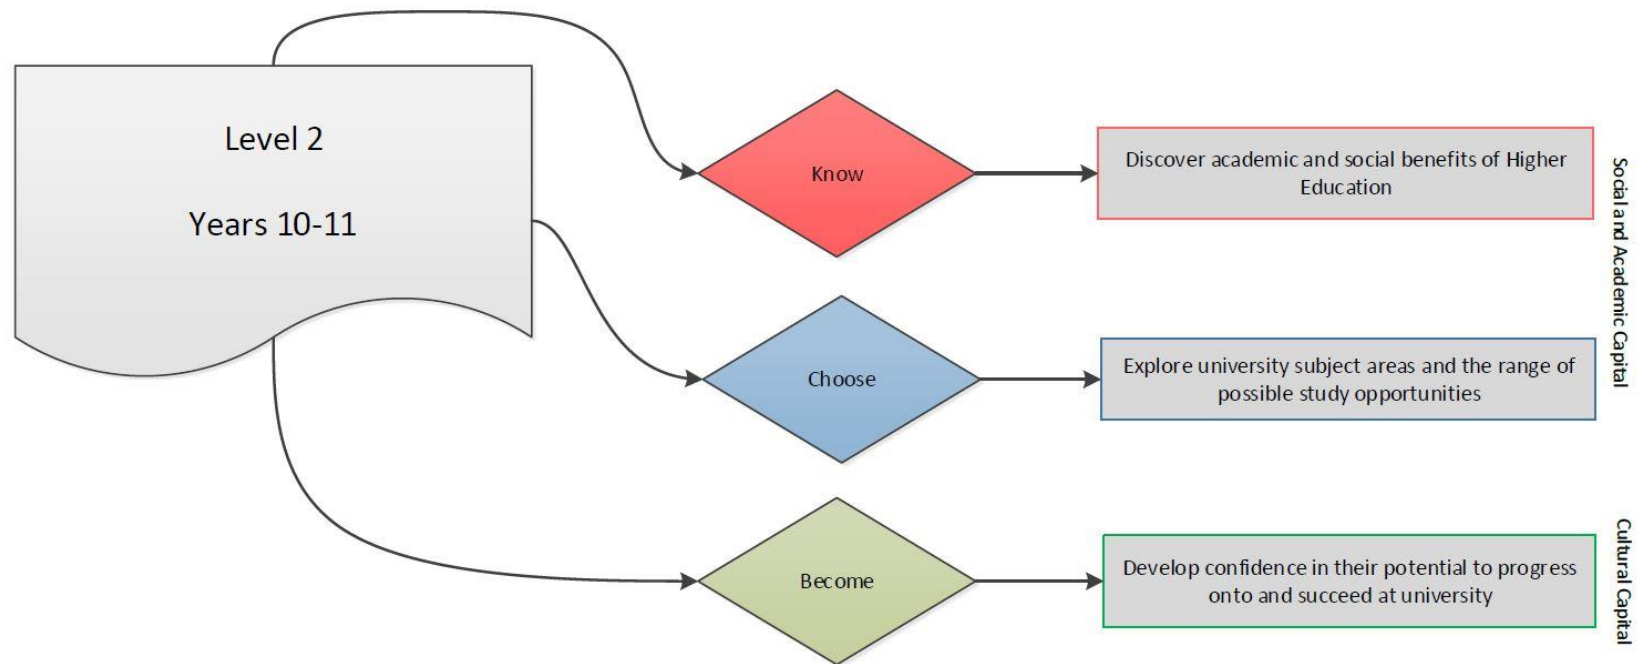 Level 2
Years 10-11
Know
Discover academic and social benefits of Higher
Education
Choose
Explore university subject areas and the range of
possible study opportunities
Become
Develop confidence in their potential to progress
onto and succeed at university
Social and Academic Capital
Cultural Capital